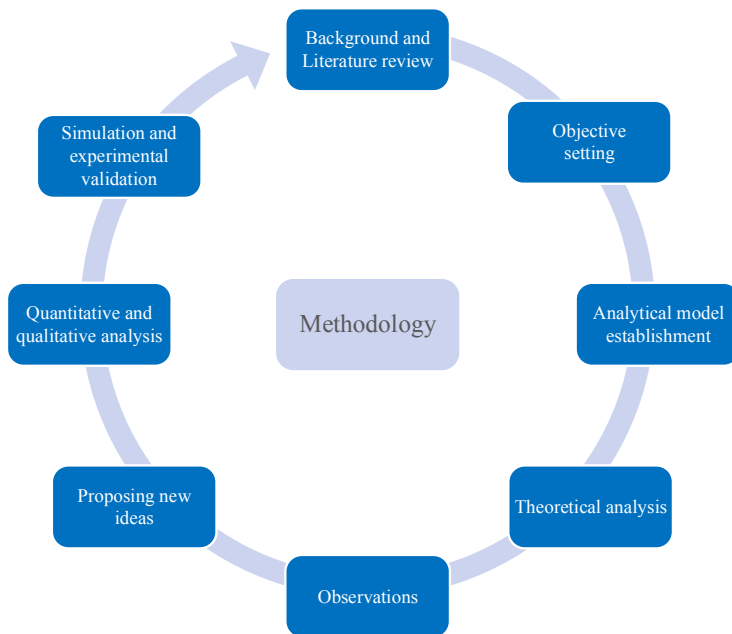 Background and
Literature review
Objective
setting
Analytical model
establishment
Theoretical analysis
Observations
Proposing new
ideas
Quantitative and
qualitative analysis
Simulation and
experimental
validation
Methodology